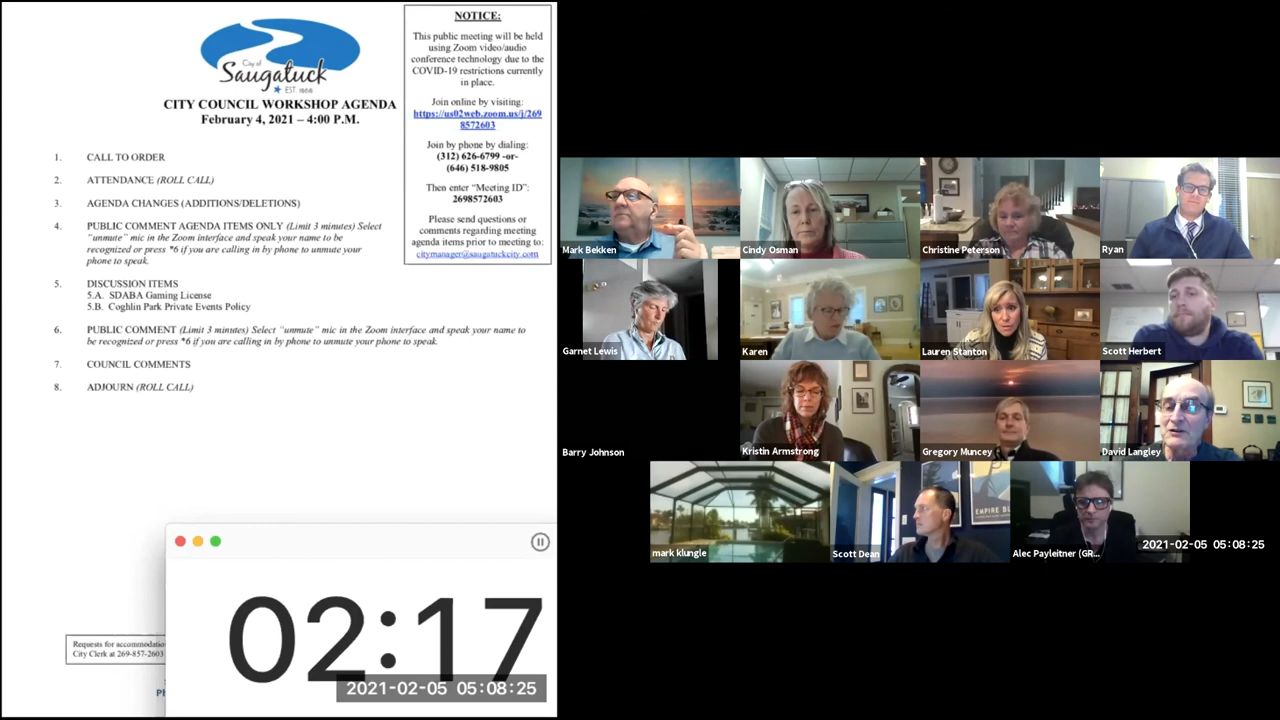 City of
Saugatuck
EST. 1868
CITY COUNCIL WORKSHOP AGENDA
February 4, 2021 – 4:00 P.M.
NOTICE:
This public meeting will be held
using Zoom video/audio
conference technology due to the
COVID-19 restrictions currently
in place.
Join online by visiting:
https://us02web.zoom.us/j/269
8572603
Join by phone by dialing:
(312) 626-6799 -or-
(646) 518-9805
Then enter “Meeting ID”:
2698572603
Please send questions or
comments regarding meeting
agenda items prior to meeting to:
citymanager@saugatuckcity.com
1. CALL TO ORDER
2. ATTENDANCE (ROLL CALL)
3. AGENDA CHANGES (ADDITIONS/DELETIONS)
4. PUBLIC COMMENT AGENDA ITEMS ONLY (Limit 3 minutes) Select
“unmute” mic in the Zoom interface and speak your name to be
recognized or press *6 if you are calling in by phone to unmute your
phone to speak.
5. DISCUSSION ITEMS
5.A. SDABA Gaming License
5.B. Coghlin Park Private Events Policy
6. PUBLIC COMMENT (Limit 3 minutes) Select “unmute” mic in the Zoom interface and speak your name to
be recognized or press *6 if you are calling in by phone to unmute your phone to speak.
7. COUNCIL COMMENTS
8. ADJOURN (ROLL CALL)
Requests for accommodatio
City Clerk at 269-857-2603
Ph
02:17
2021-02-05 05:08:25
Mark Bekken
Cindy Osman
Christine Peterson
Ryan
Garnet Lewis
Karen
Lauren Stanton
Scott Herbert
Barry Johnson
Kristin Armstrong
Gregory Muncey
David Langley
EMPIRE BU
mark klungle
Scott Dean
Alec Payleitner (GR...
2021-02-05 05:08:25